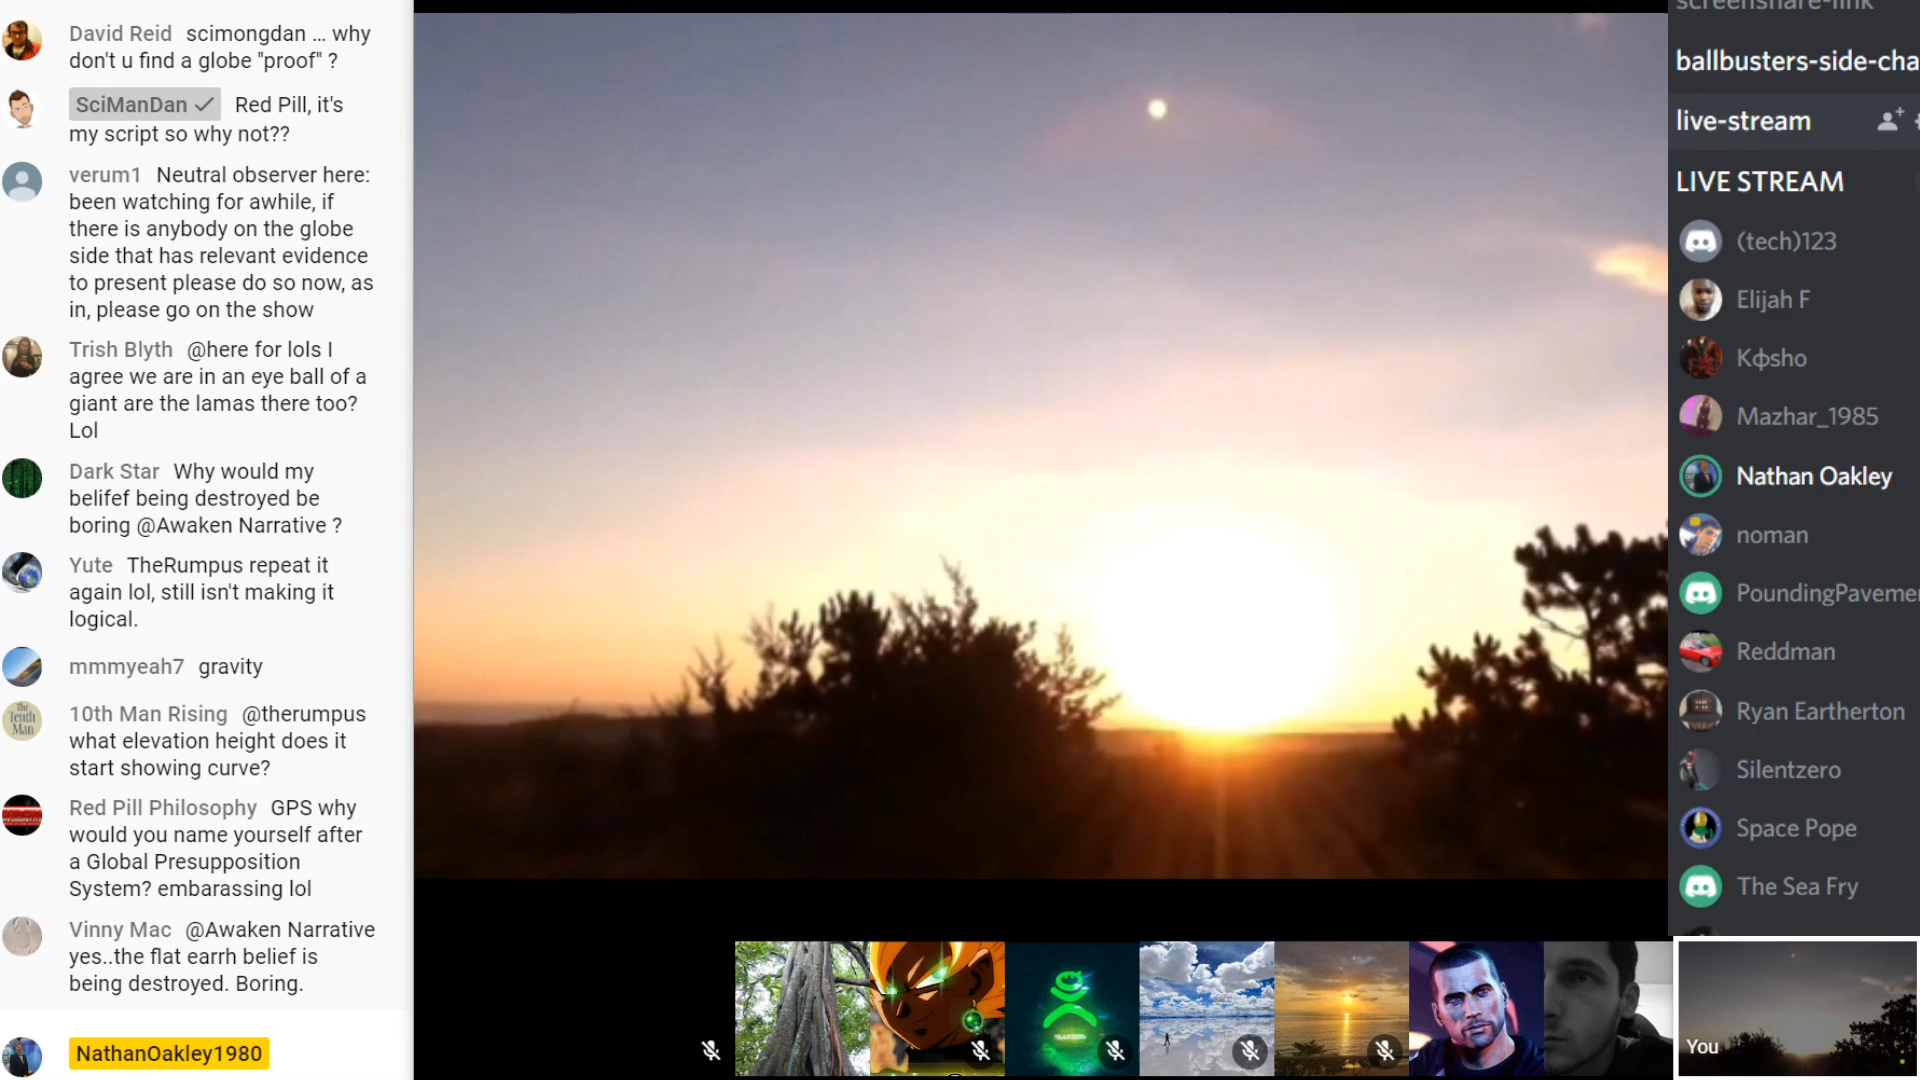 David Reid scimongdan ... why
don't u find a globe "proof" ?
SciManDan Red Pill, it's
my script so why not??
verum1 Neutral observer here:
been watching for awhile, if
there is anybody on the globe
side that has relevant evidence
to present please do so now, as
in, please go on the show
Trish Blyth @here for lols I
agree we are in an eye ball of a
giant are the lamas there too?
Lol
Dark Star Why would my
belifef being destroyed be
boring @Awaken Narrative ?
Yute TheRumpus repeat it
again lol, still isn't making it
logical.
mmmyeah7 gravity
The Tenth Man
10th Man Rising @therumpus
what elevation height does it
start showing curve?
Red Pill Philosophy GPS why
would you name yourself after
a Global Presupposition
System? embarassing lol
Vinny Mac @Awaken Narrative
yes..the flat earrh belief is
being destroyed. Boring.
NathanOakley1980
screenshare-link
ballbusters-side-cha
live-stream
LIVE STREAM
(tech)123
Elijah F
Kфsho
Mazhar_1985
Nathan Oakley
noman
PoundingPaveme
Reddman
Ryan Eartherton
Silentzero
Space Pope
The Sea Fry
You